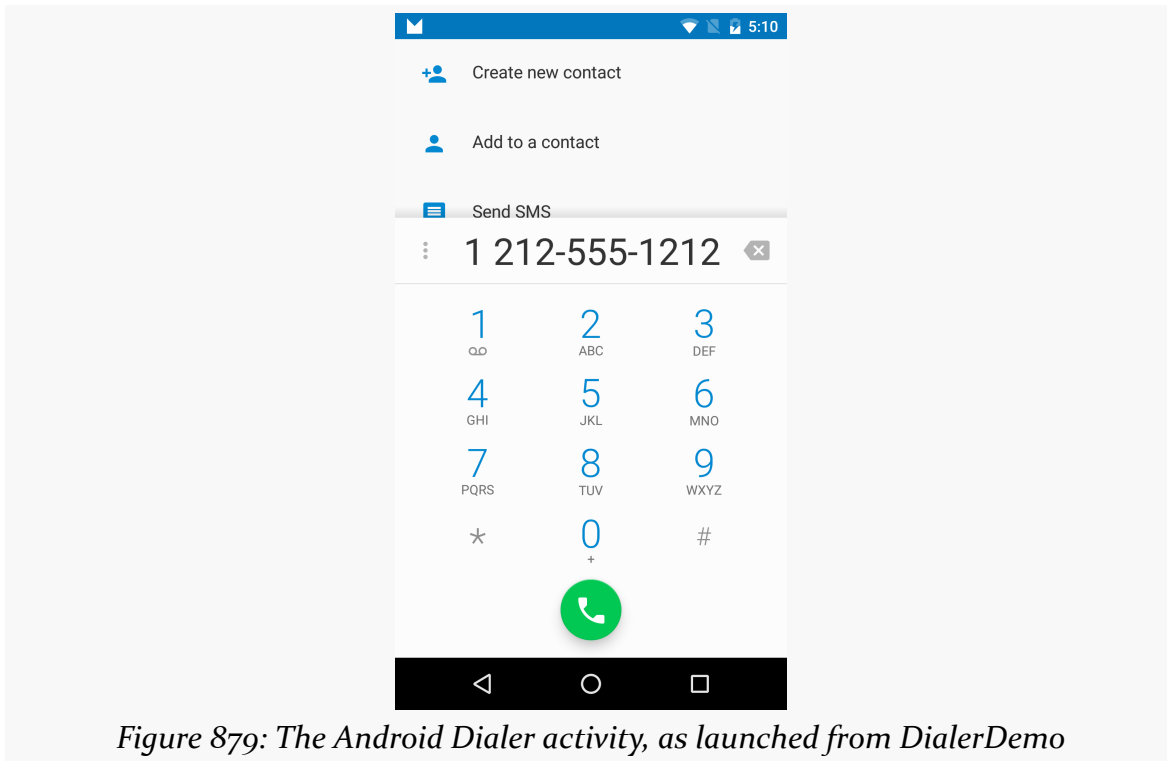 5:10
Create new contact
Add to a contact
Send SMS
1 212-555-1212
1 2 3
ABC DEF
4 5 6
GHI JKL MNO
7 8 9
PQRS TUV WXYZ
* 0 #
+
Figure 879: The Android Dialer activity, as launched from DialerDemo